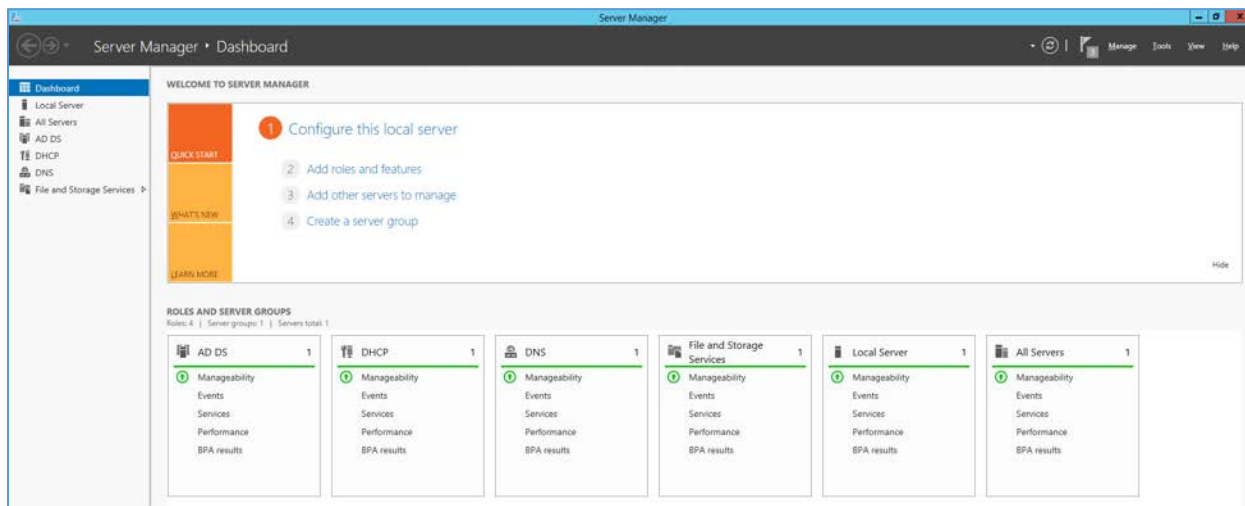 Server Manager
Server Manager • Dashboard
1
Manage Tools View Help
Dashboard
Local Server
All Servers
AD DS
DHCP
DNS
File and Storage Services
WELCOME TO SERVER MANAGER
QUICK START
WHAT'S NEW
LEARN MORE
1 Configure this local server
2 Add roles and features
3 Add other servers to manage
4 Create a server group
Hide
ROLES AND SERVER GROUPS
Roles: 4 | Server groups: 1 | Servers total: 1
AD DS 1
Manageability
Events
Services
Performance
BPA results
DHCP 1
Manageability
Events
Services
Performance
BPA results
DNS 1
Manageability
Events
Services
Performance
BPA results
File and Storage
Services 1
Manageability
Events
Services
Performance
BPA results
Local Server 1
Manageability
Events
Services
Performance
BPA results
All Servers 1
Manageability
Events
Services
Performance
BPA results